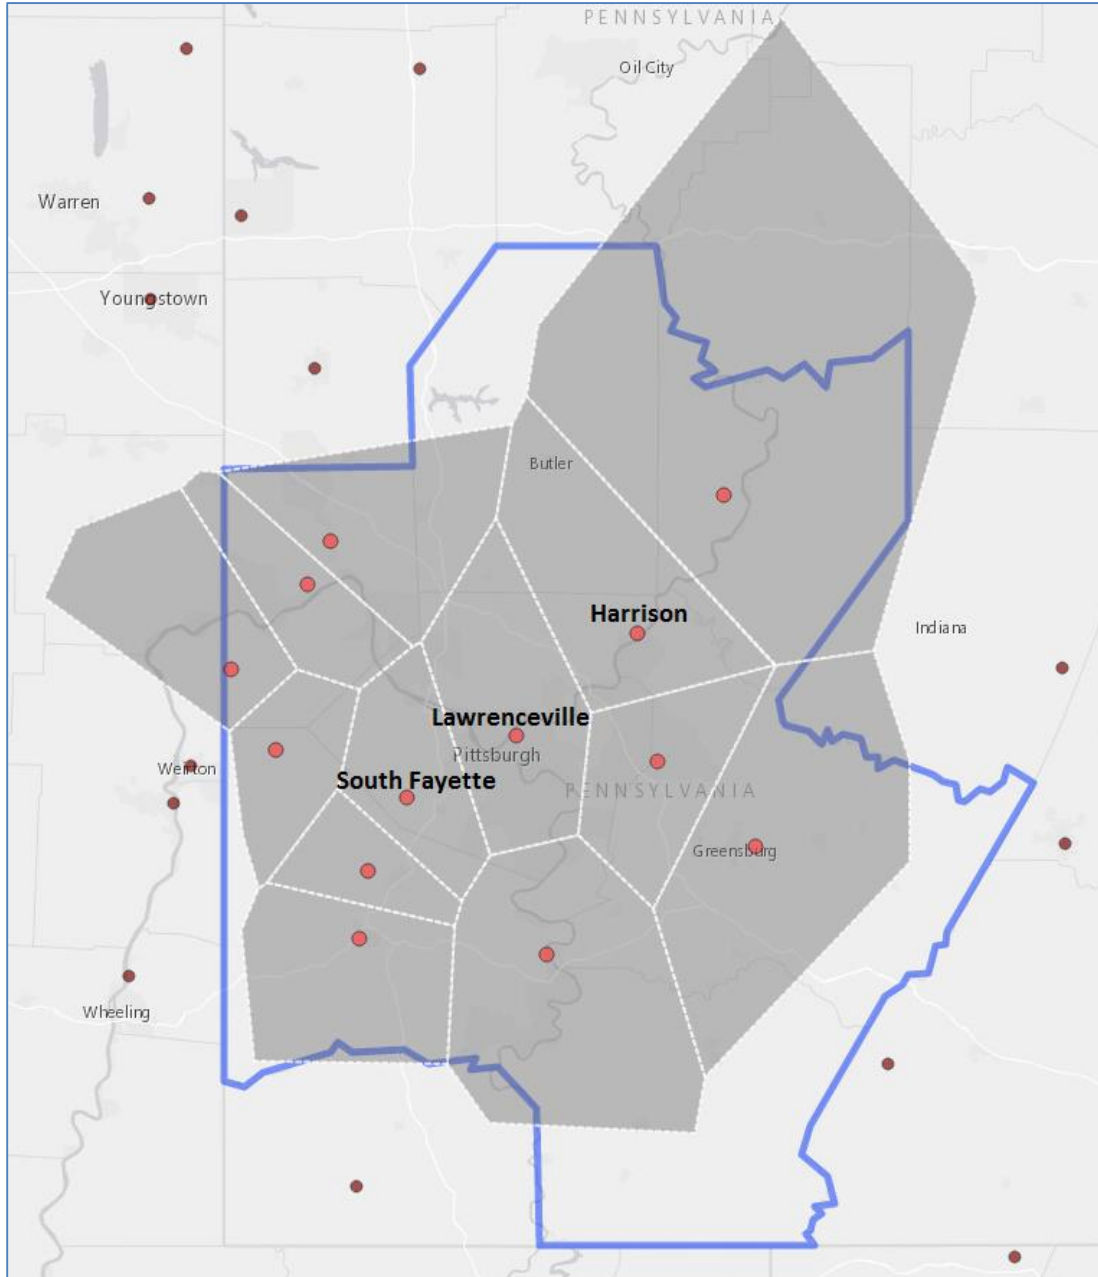 PENNSYLVANIA
Oil City
Warren
Youngstown
Butler
Harrison
Indiana
Lawrenceville
Pittsburgh
Weirton
South Fayette
PENNSYLVANIA
Greensburg
Wheeling